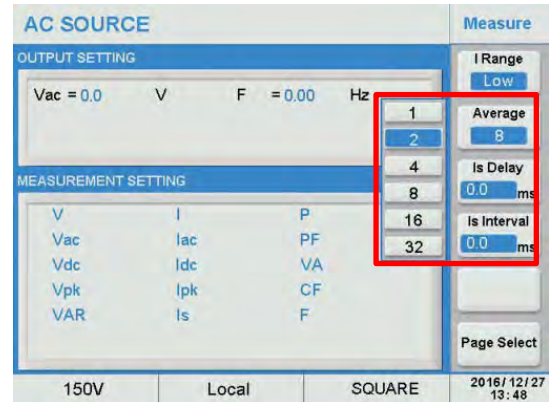 AC SOURCE
Measure
OUTPUT SETTING
Vac = 0.0 V F = 0.00 Hz
1
2
4
8
16
32
I Range
Low
Average
8
Is Delay
0.0 ms
Is Interval
0.0 ms
Page Select
MEASUREMENT SETTING
V I P
Vac Iac PF
Vdc Idc VA
Vpk Ipk CF
VAR Is F
150V Local SQUARE
2016/12/27
13:48